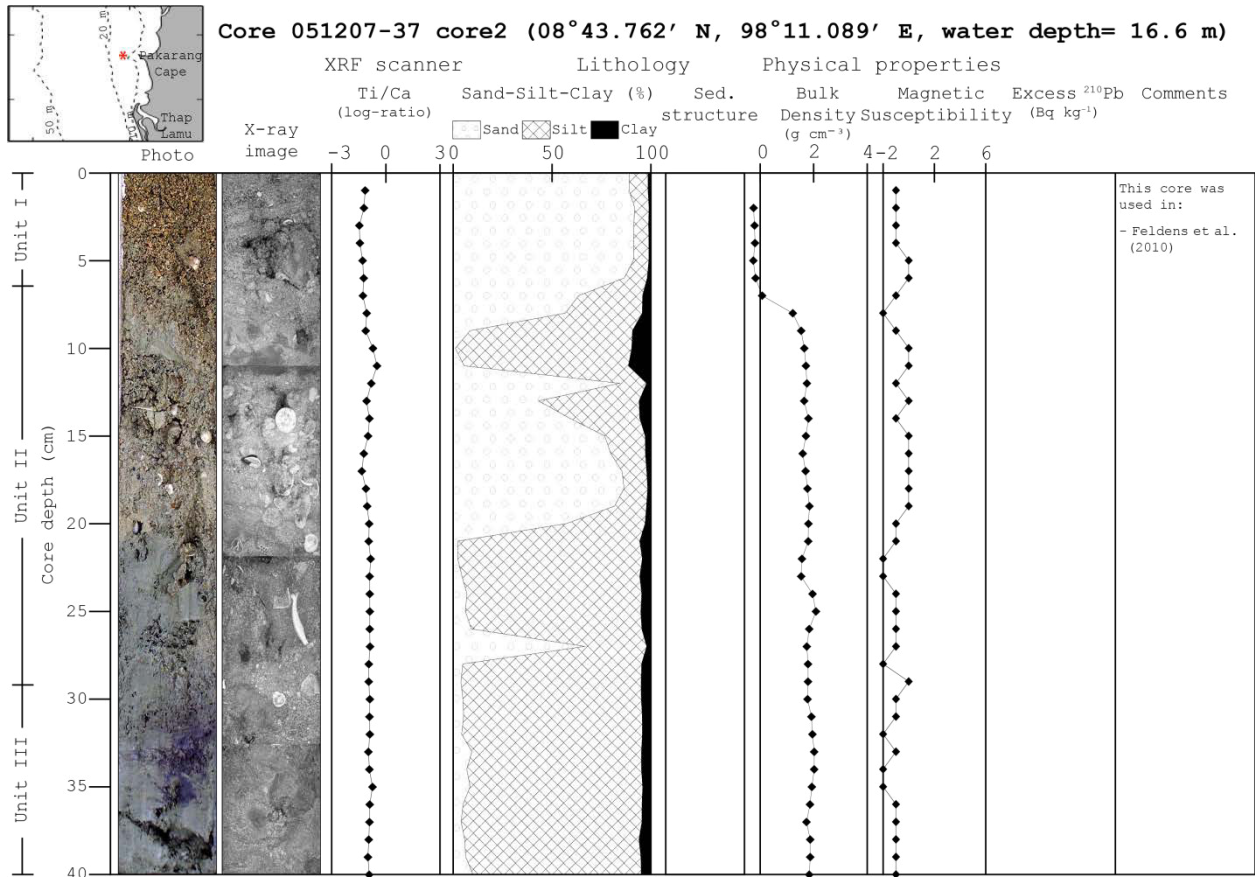 Core 051207-37 core2 (08°43.762′ N, 98°11.089′ E, water depth= 16.6 m)
20 m
Pakarang
Cape
50 m
10 m
Thap
Lamu
XRF scanner
Lithology
Physical properties
Photo
X-ray
image
Ti/Ca
(log-ratio)
Sand-Silt-Clay (%)
Sand Silt Clay
Sed.
structure
Bulk
Density
(g cm⁻³)
Magnetic
Susceptibility
Excess ²¹⁰Pb
(Bq kg⁻¹)
Comments
-3 0 3
0 50 100
0 2 4
-2 2 6
This core was
used in:
- Feldens et al.
(2010)
Unit I
Unit II
Unit III
Core depth (cm)
0
5
10
15
20
25
30
35
40